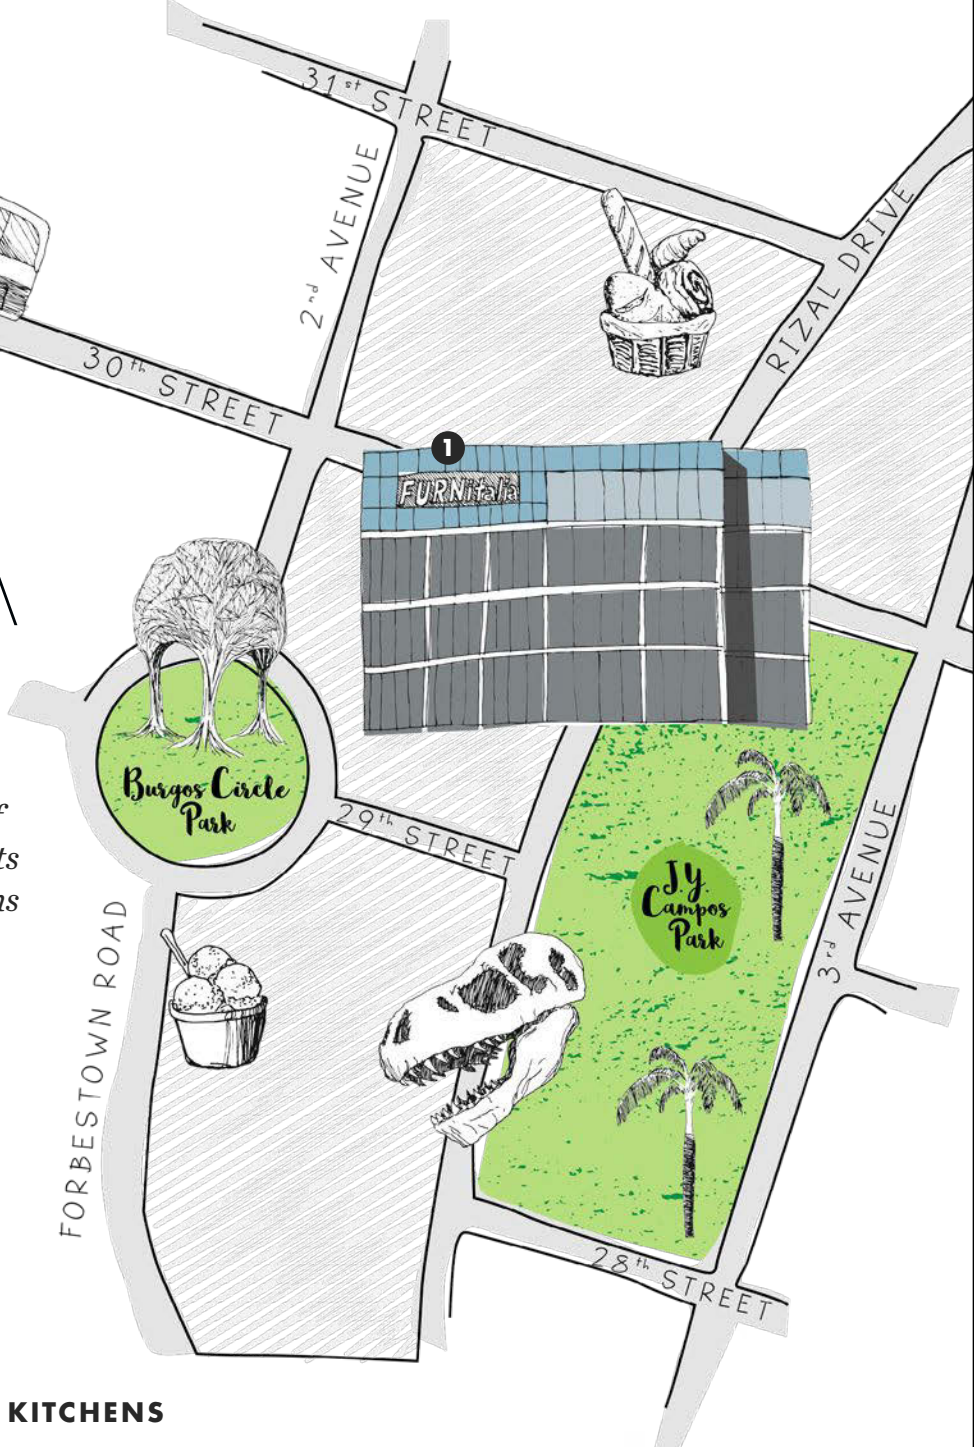 31st STREET
2nd AVENUE
RIZAL DRIVE
30th STREET
1
FURNitalia
Burgos Circle
Park
29th STREET
J.Y.
Campos
Park
3rd AVENUE
FORBESTOWN ROAD
28th STREET
KITCHENS